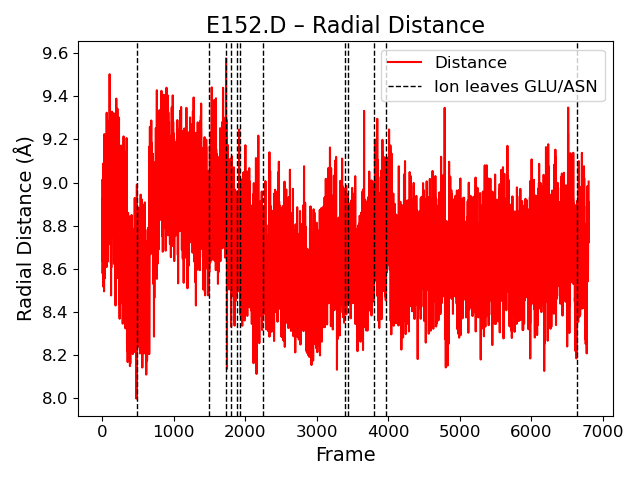 E152.D – Radial Distance
Distance
Ion leaves GLU/ASN
Radial Distance (Å)
9.6
9.4
9.2
9.0
8.8
8.6
8.4
8.2
8.0
0 1000 2000 3000 4000 5000 6000 7000
Frame